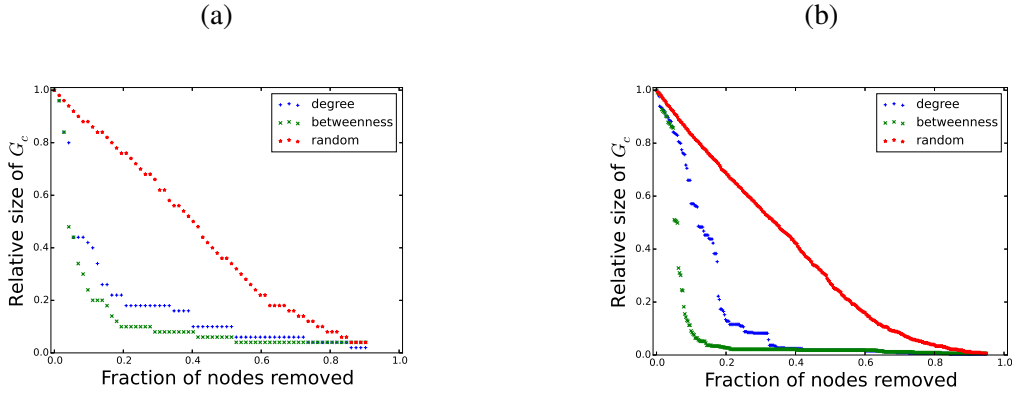 (a)
Relative size of G_c
1.0
0.8
0.6
0.4
0.2
0.0
0.0 0.2 0.4 0.6 0.8 1.0
Fraction of nodes removed
degree
betweenness
random
(b)
Relative size of G_c
1.0
0.8
0.6
0.4
0.2
0.0
0.0 0.2 0.4 0.6 0.8 1.0
Fraction of nodes removed
degree
betweenness
random